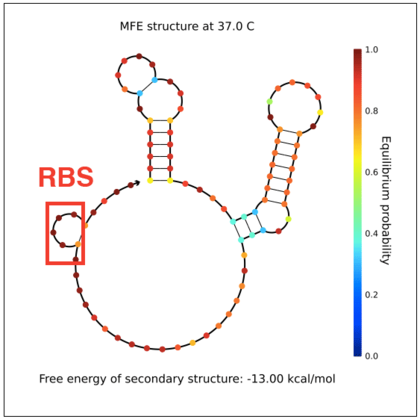 MFE structure at 37.0 C
RBS
1.0
0.8
0.6
0.4
0.2
0.0
Equilibrium probability
Free energy of secondary structure: -13.00 kcal/mol